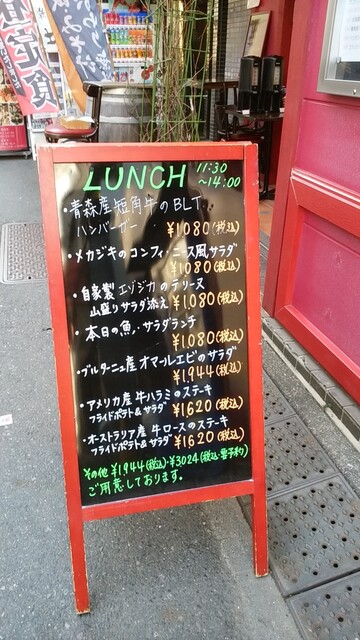 定食
LUNCH 11:30
~14:00
・青森産短角牛のBLT
ハンバーガー ¥1080(税込)
・メカジキのコンフィ・ニース風サラダ
¥1080(税込)
・自家製エゾジカのテリーヌ
山盛りサラダ添え ¥1080(税込)
・本日の魚・サラダランチ
¥1080(税込)
・ブルターニュ産オマールエビのサラダ
¥1,944(税込)
・アメリカ産牛ハラミのステーキ
フライドポテト&サラダ ¥1620(税込)
・オーストラリア産牛ロースのステーキ
フライドポテト&サラダ ¥1620(税込)
その他 ¥1,944(税込)・¥3,024(税込・要予約)
ご用意しております。